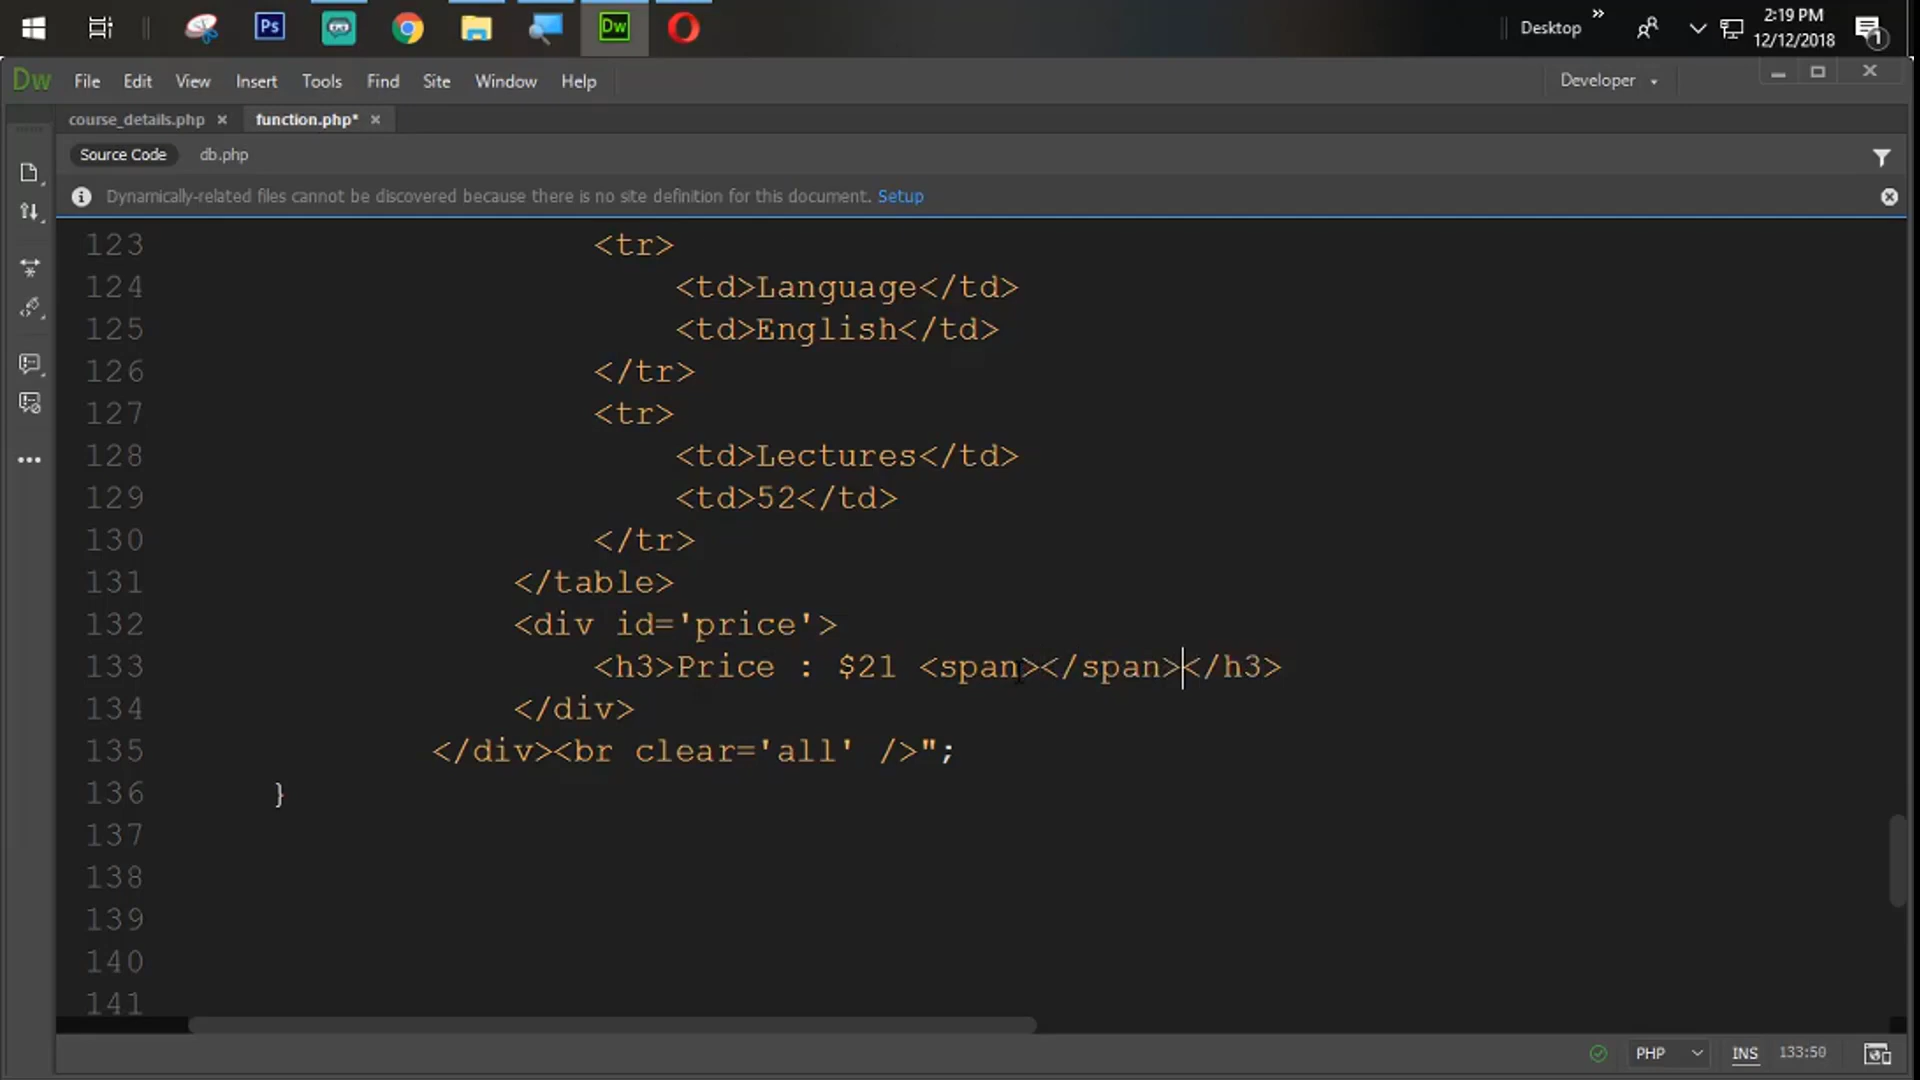 Ps
Dw
Desktop »
2:19 PM
12/12/2018
1
Dw File Edit View Insert Tools Find Site Window Help
Developer
course_details.php × function.php* ×
Source Code db.php
Dynamically-related files cannot be discovered because there is no site definition for this document. Setup
123 <tr>
124 <td>Language</td>
125 <td>English</td>
126 </tr>
127 <tr>
128 <td>Lectures</td>
129 <td>52</td>
130 </tr>
131 </table>
132 <div id='price'>
133 <h3>Price : $21 <span></span></h3>
134 </div>
135 </div><br clear='all' />";
136 }
137
138
139
140
141
PHP INS 133:50